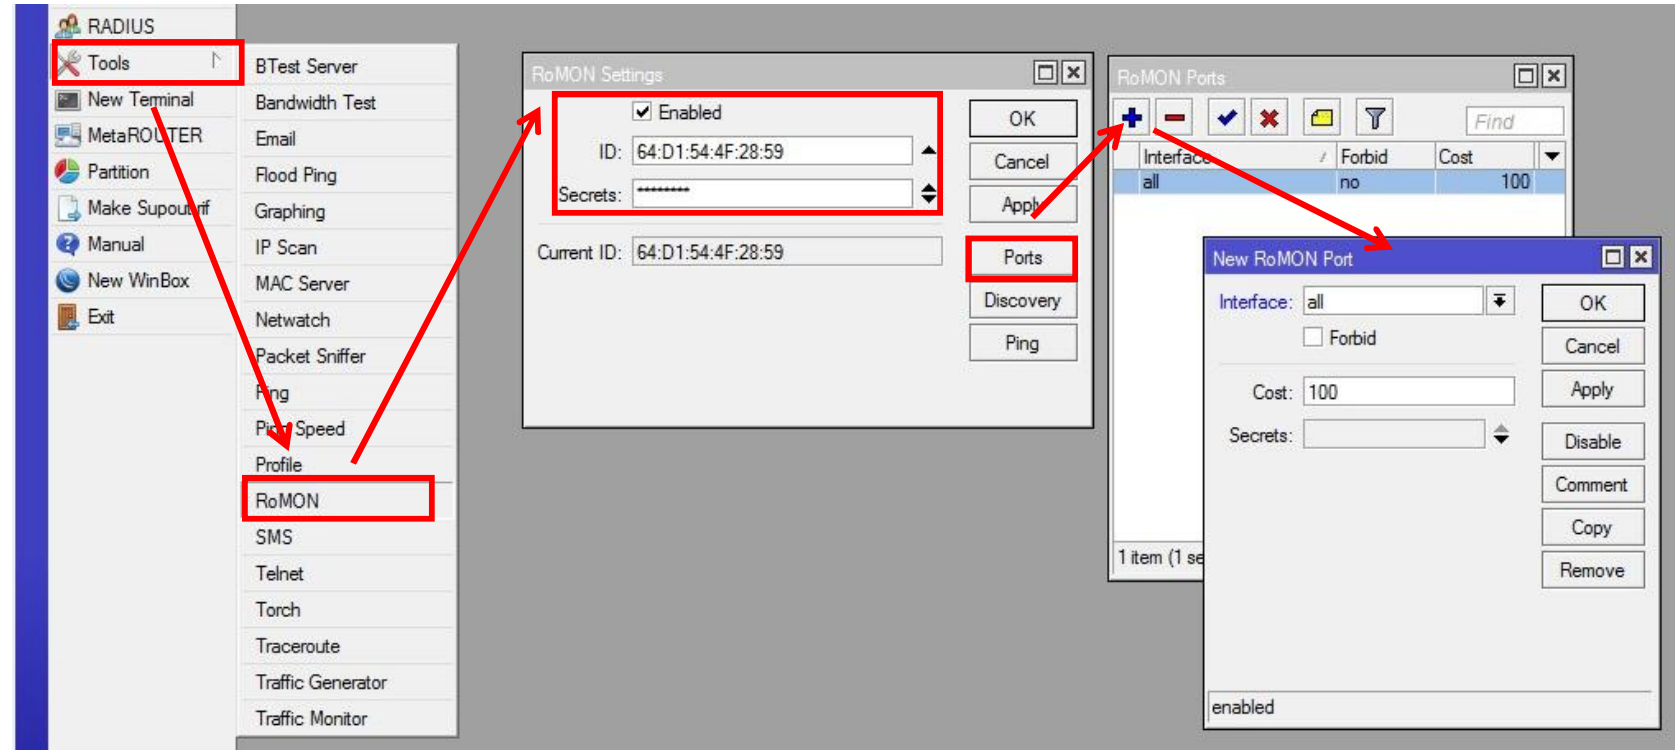 RADIUS
Tools
New Terminal
MetaROUTER
Partition
Make Supout.rif
Manual
New WinBox
Exit
BTest Server
Bandwidth Test
Email
Flood Ping
Graphing
IP Scan
MAC Server
Netwatch
Packet Sniffer
Ping
Ping Speed
Profile
RoMON
SMS
Telnet
Torch
Traceroute
Traffic Generator
Traffic Monitor
RoMON Settings
Enabled
ID: 64:D1:54:4F:28:59
Secrets: ********
Current ID: 64:D1:54:4F:28:59
OK
Cancel
Apply
Ports
Discovery
Ping
RoMON Ports
Find
Interface / Forbid Cost
all no 100
1 item (1 se
New RoMON Port
Interface: all
Forbid
Cost: 100
Secrets:
OK
Cancel
Apply
Disable
Comment
Copy
Remove
enabled